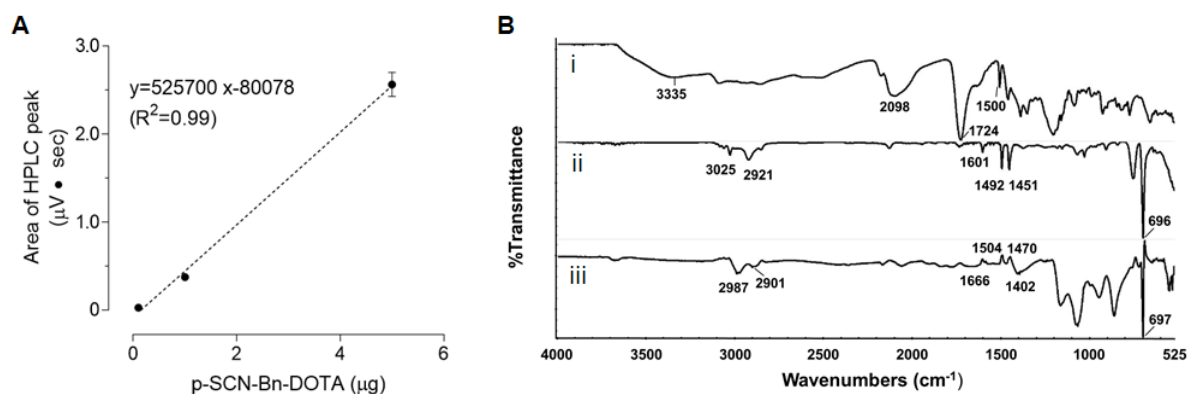 A
3.0
2.0
1.0
0
Area of HPLC peak
(μV • sec)
y=525700 x-80078
(R²=0.99)
0
2
4
6
p-SCN-Bn-DOTA (μg)
B
%Transmittance
i
3335
2098
1724
1500
ii
3025
2921
1601
1492
1451
696
iii
2987
2901
1666
1504
1470
1402
697
4000
3000
2500
2000
1500
1000
525
Wavenumbers (cm⁻¹)